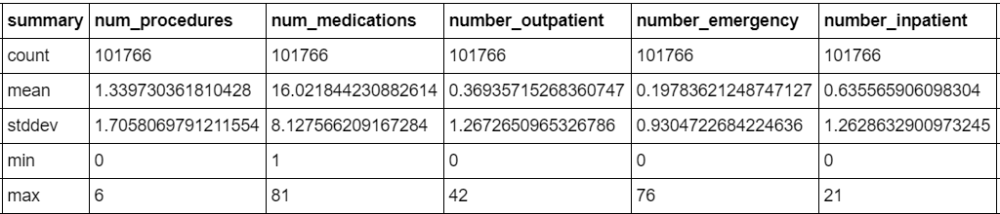 summary num_procedures num_medications number_outpatient number_emergency number_inpatient
count 101766 101766 101766 101766 101766
mean 1.339730361810428 16.021844230882614 0.36935715268360747 0.19783621248747127 0.635565906098304
stddev 1.7058069791211554 8.127566209167284 1.2672650965326786 0.9304722684224636 1.2628632900973245
min 0 1 0 0 0
max 6 81 42 76 21